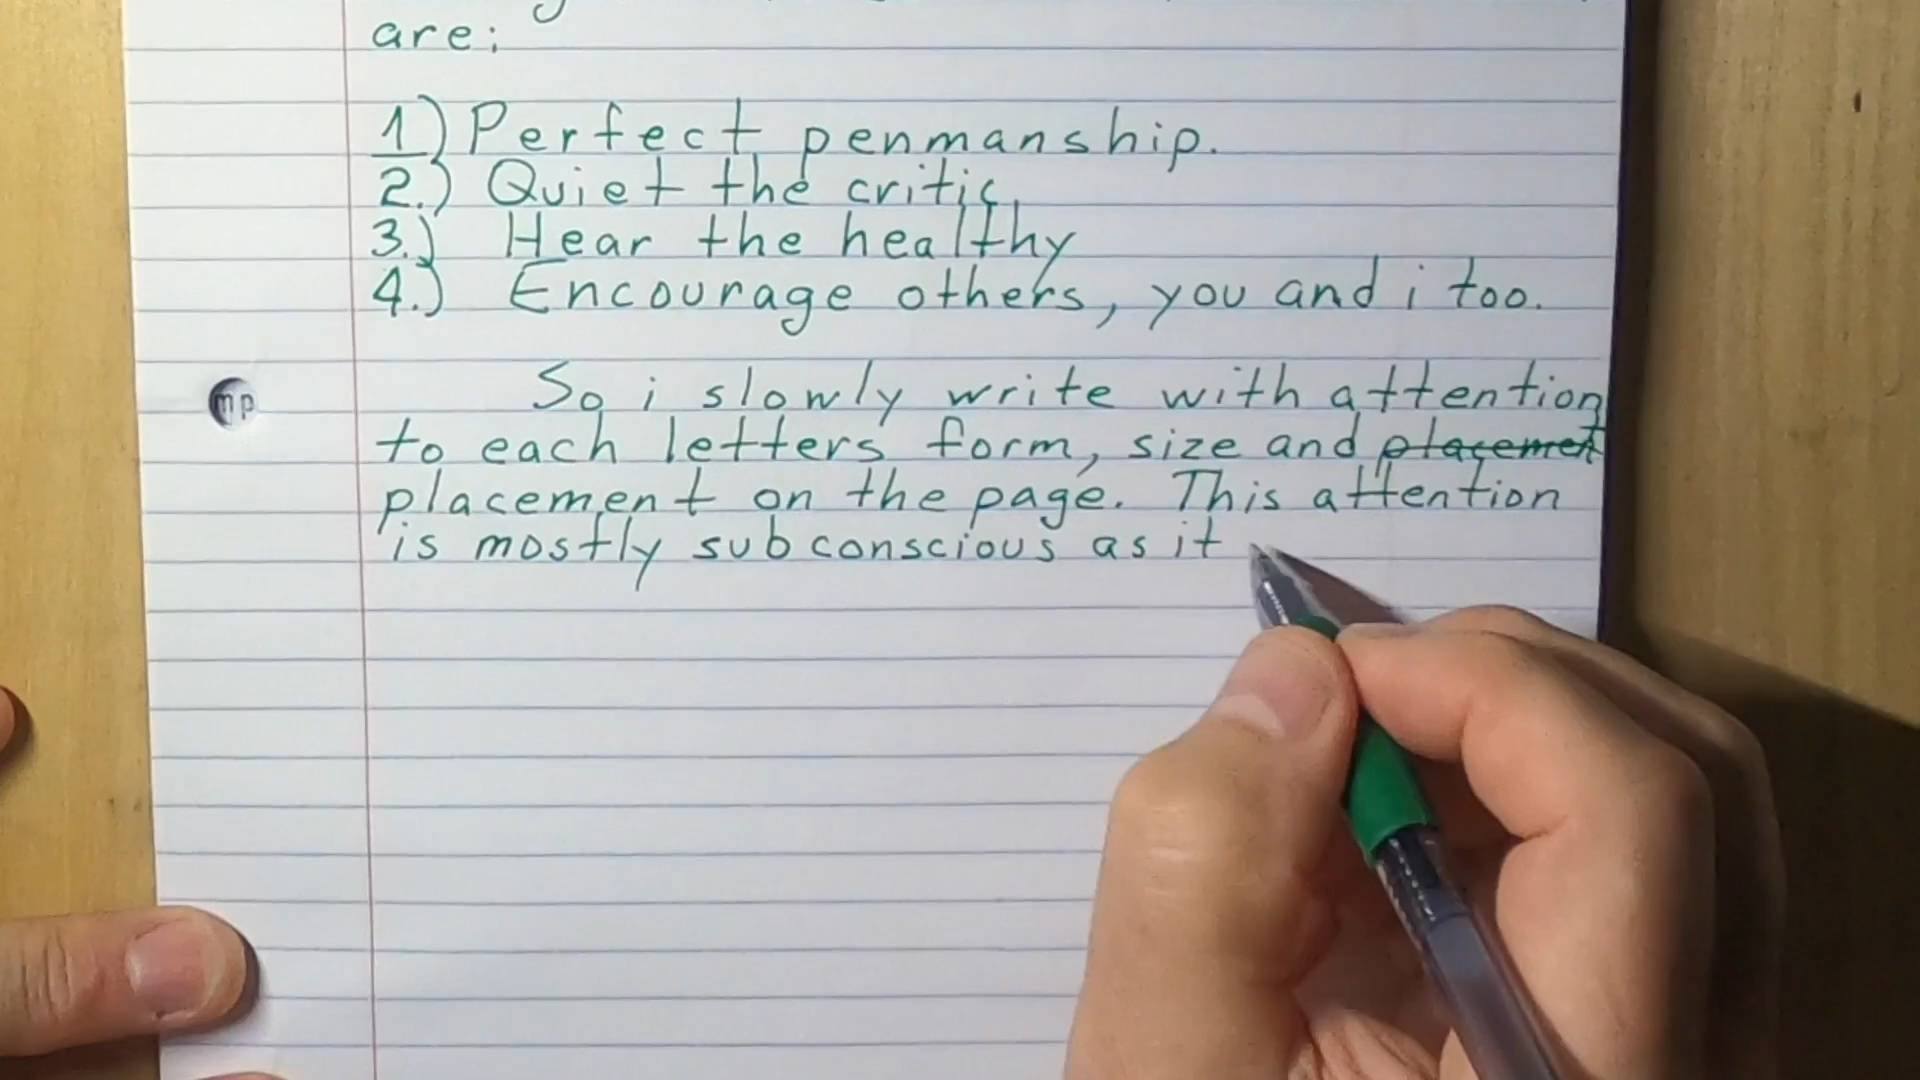 are:
1) Perfect penmanship.
2.) Quiet the critic.
3.) Hear the healthy
4.) Encourage others, you and i too.
So i slowly write with attention
to each letters form, size and placement
placement on the page. This attention
is mostly subconscious as it
mp